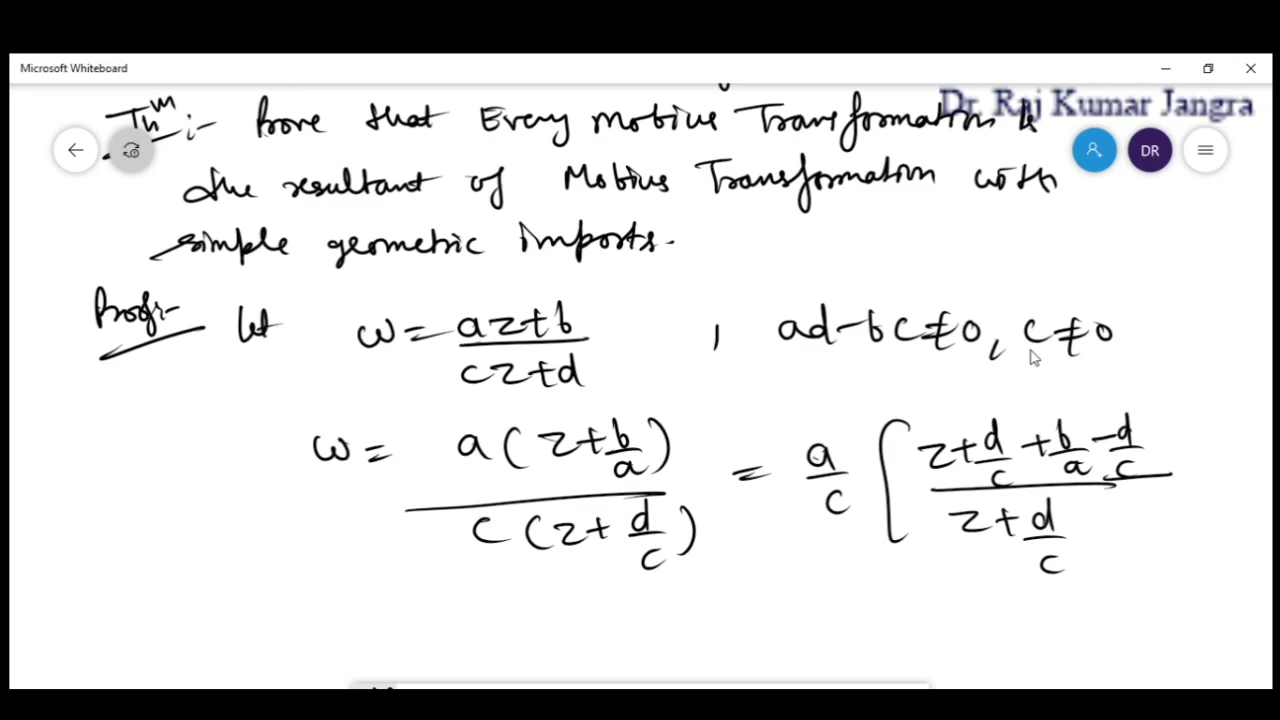 Microsoft Whiteboard
Dr. Raj Kumar Jangra
Thm :- Prove that Every Mobius Transformation is
DR
the resultant of Mobius Transformation with
simple geometric imports.
Proof:- let w = (az+b)/(cz+d) , ad-bc≠0, c≠0
w = a(z+b/a)/c(z+d/c) = a/c [ (z+d/c+b/a-d/c)/(z+d/c)